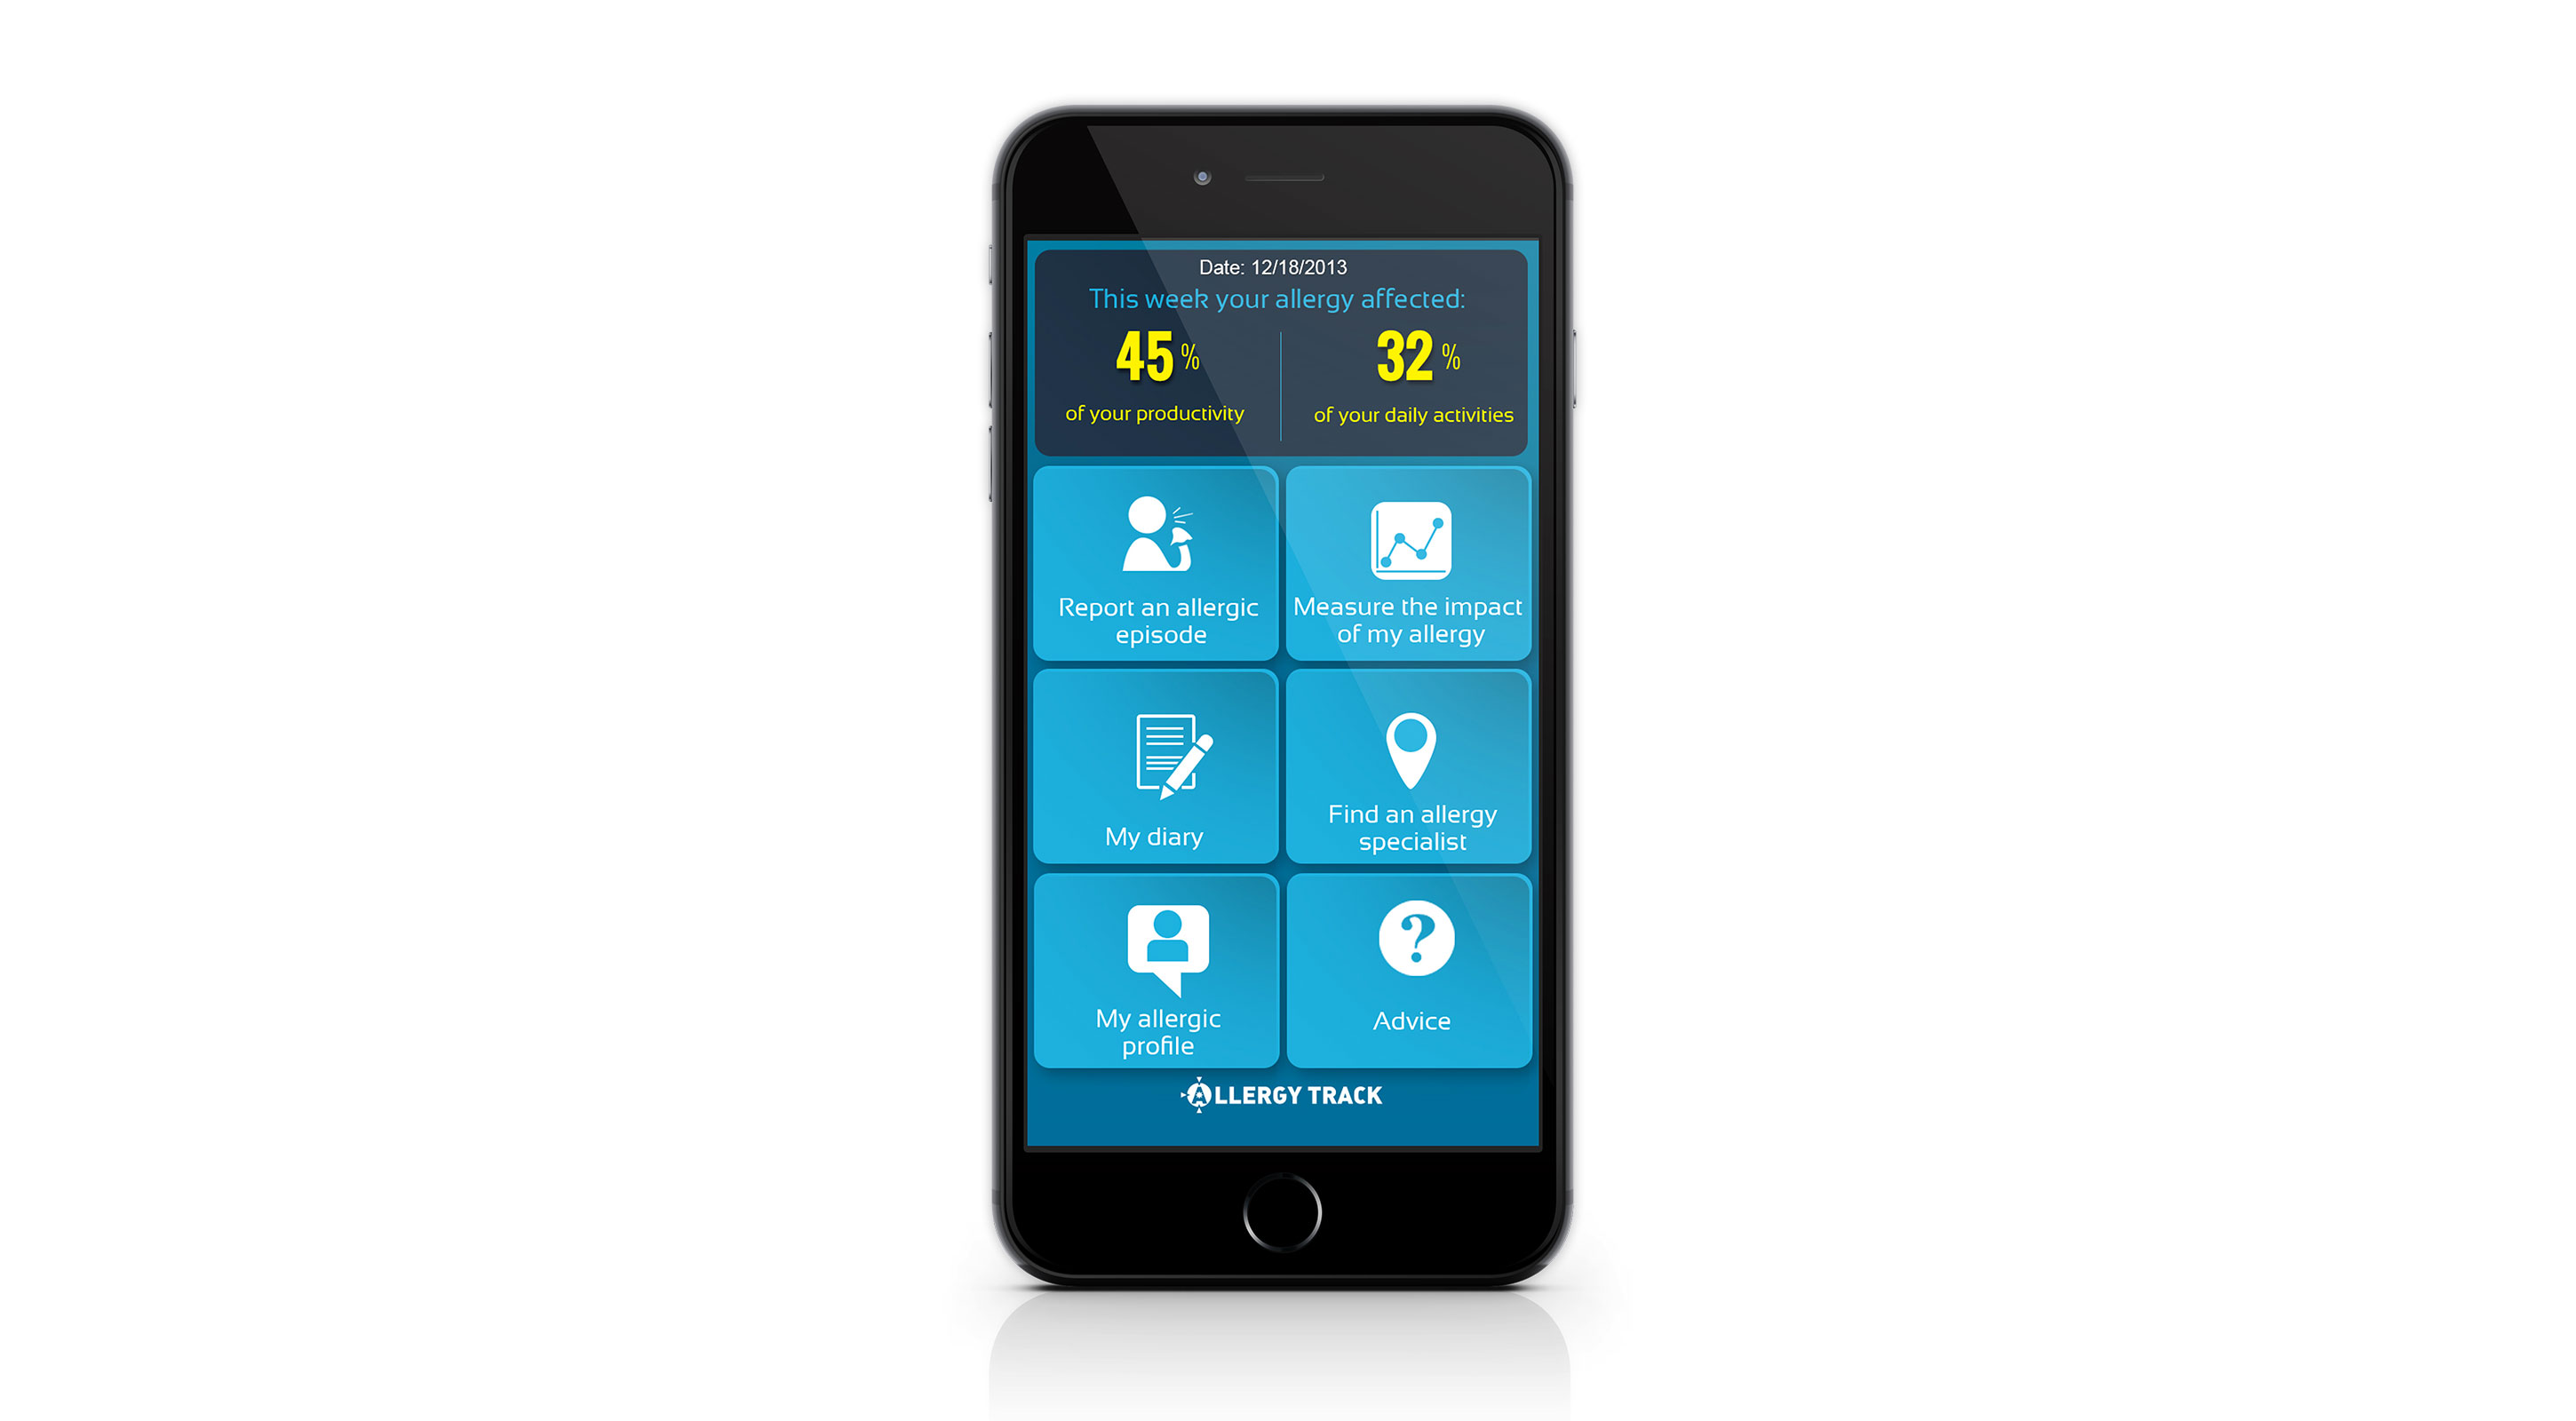 Date: 12/18/2013
This week your allergy affected:
45 %
of your productivity
32 %
of your daily activities
Report an allergic
episode
Measure the impact
of my allergy
My diary
Find an allergy
specialist
My allergic
profile
?
Advice
ALLERGY TRACK